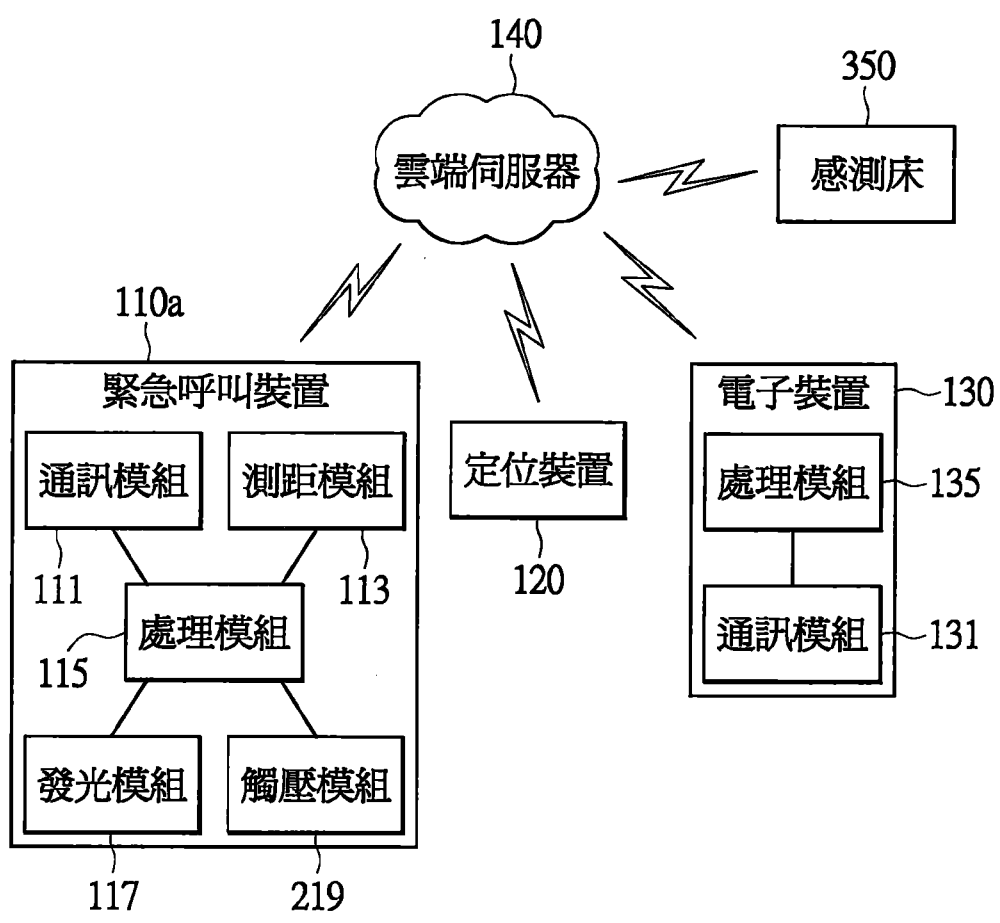 140
350
雲端伺服器
感測床
110a
緊急呼叫裝置
通訊模組
測距模組
111
113
處理模組
115
發光模組
觸壓模組
117
219
定位裝置
120
電子裝置
130
處理模組
135
通訊模組
131